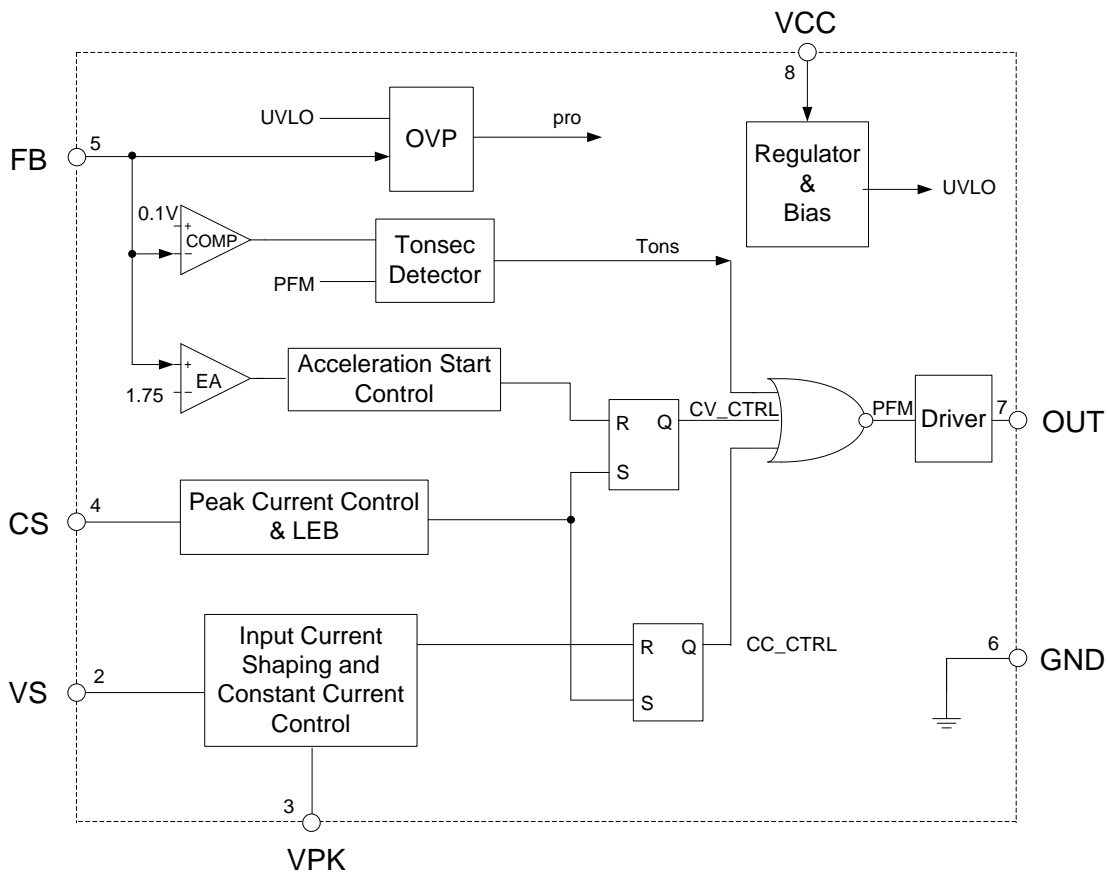 VCC
8
UVLO
OVP
pro
FB
5
Regulator
&
Bias
UVLO
0.1V
+
COMP
−
Tonsec
Detector
Tons
PFM
+
EA
1.75
−
Acceleration Start
Control
R
Q
S
CV_CTRL
PFM
Driver
7
OUT
CS
4
Peak Current Control
& LEB
Input Current
Shaping and
Constant Current
Control
R
Q
S
CC_CTRL
6
GND
VS
2
3
VPK